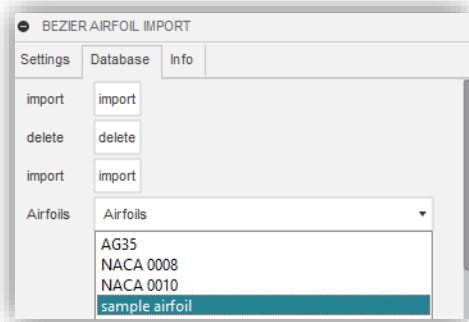 BEZIER AIRFOIL IMPORT
Settings Database Info
import import
delete delete
import import
Airfoils Airfoils
AG35
NACA 0008
NACA 0010
sample airfoil